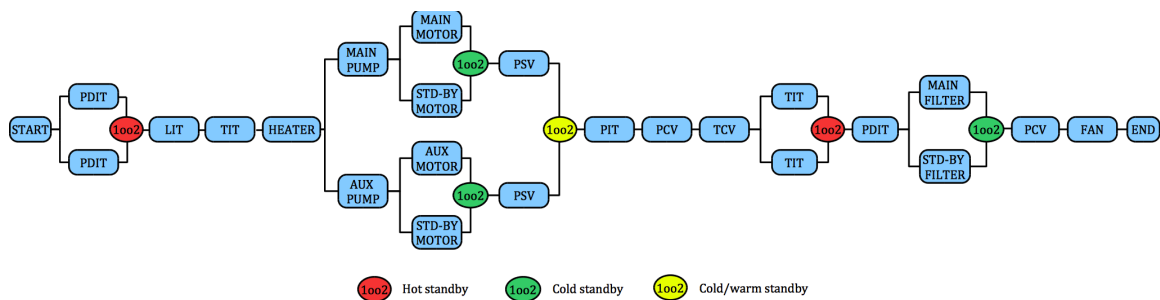 START
PDIT
PDIT
1oo2
LIT
TIT
HEATER
MAIN
PUMP
MAIN
MOTOR
STD-BY
MOTOR
1oo2
PSV
AUX
PUMP
AUX
MOTOR
STD-BY
MOTOR
1oo2
PSV
1oo2
PIT
PCV
TCV
TIT
TIT
1oo2
PDIT
MAIN
FILTER
STD-BY
FILTER
1oo2
PCV
FAN
END
1oo2 Hot standby
1oo2 Cold standby
1oo2 Cold/warm standby